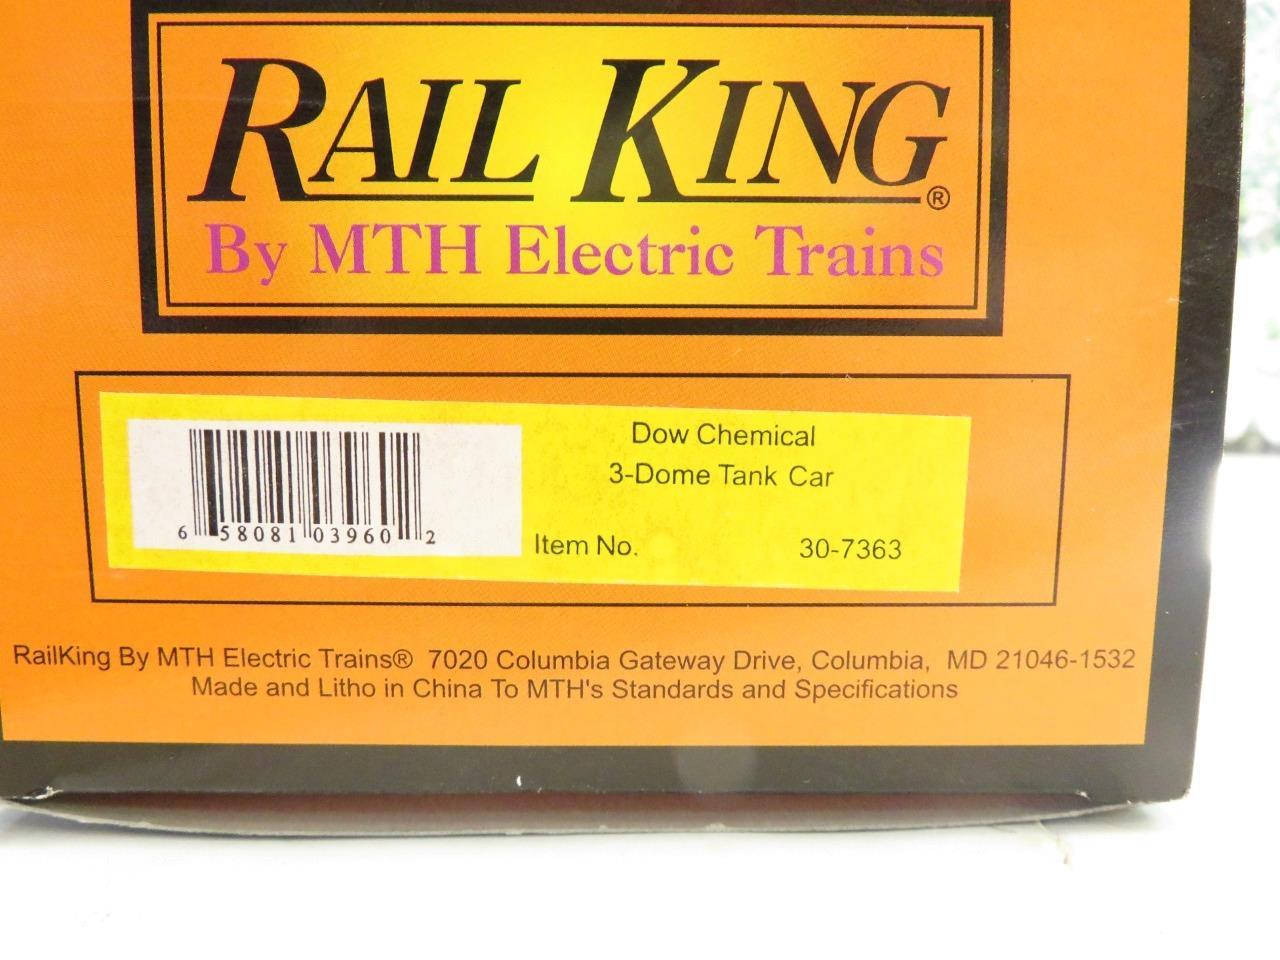 RAIL KING®
By MTH Electric Trains
Dow Chemical
3-Dome Tank Car
6 58081 03960 2
Item No. 30-7363
RailKing By MTH Electric Trains® 7020 Columbia Gateway Drive, Columbia, MD 21046-1532
Made and Litho in China To MTH's Standards and Specifications